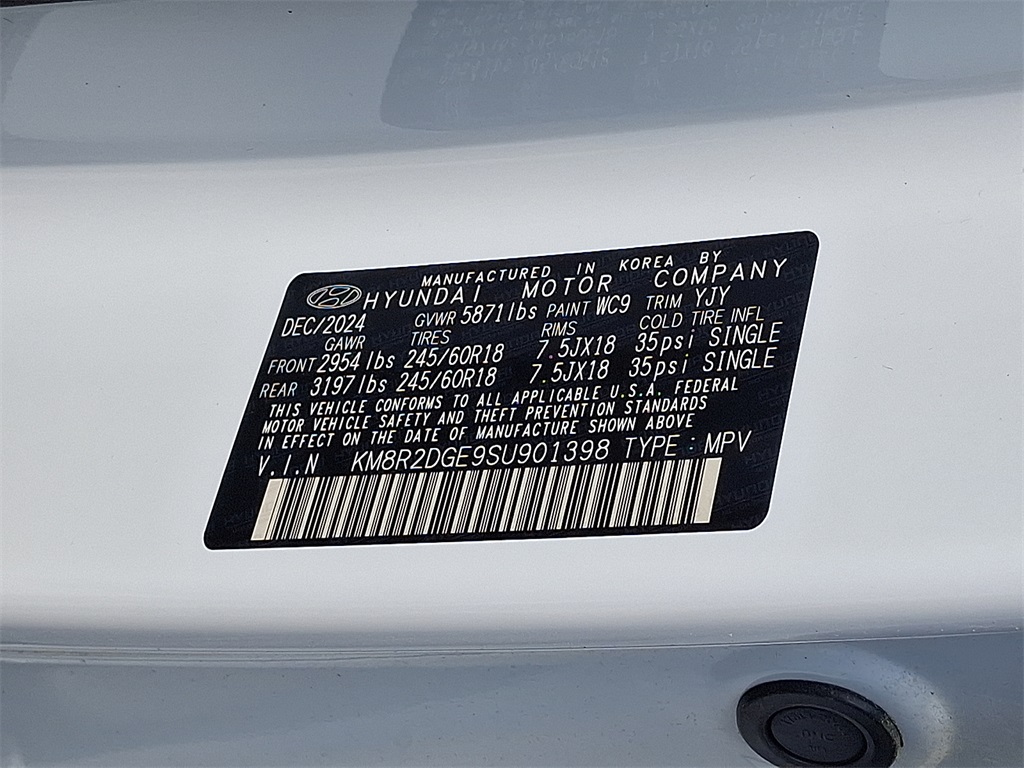 MANUFACTURED IN KOREA BY
HYUNDAI MOTOR COMPANY
DEC/2024 GVWR 5871lbs PAINT WC9 TRIM YJY
GAWR TIRES RIMS COLD TIRE INFL
FRONT 2954lbs 245/60R18 7.5JX18 35psi SINGLE
REAR 3197lbs 245/60R18 7.5JX18 35psi SINGLE
THIS VEHICLE CONFORMS TO ALL APPLICABLE U.S.A. FEDERAL
MOTOR VEHICLE SAFETY AND THEFT PREVENTION STANDARDS
IN EFFECT ON THE DATE OF MANUFACTURE SHOWN ABOVE
V.I.N KM8R2DGE9SU901398 TYPE : MPV